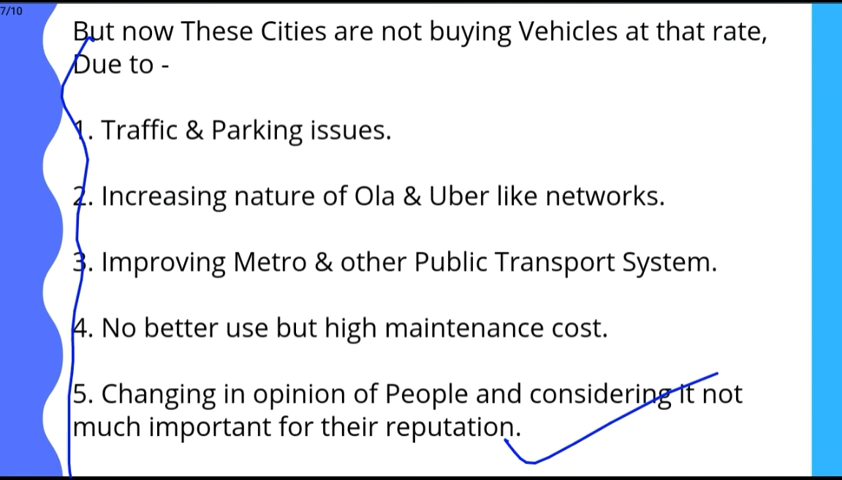 7/10
But now These Cities are not buying Vehicles at that rate,
Due to -
1. Traffic & Parking issues.
2. Increasing nature of Ola & Uber like networks.
3. Improving Metro & other Public Transport System.
4. No better use but high maintenance cost.
5. Changing in opinion of People and considering it not
much important for their reputation.